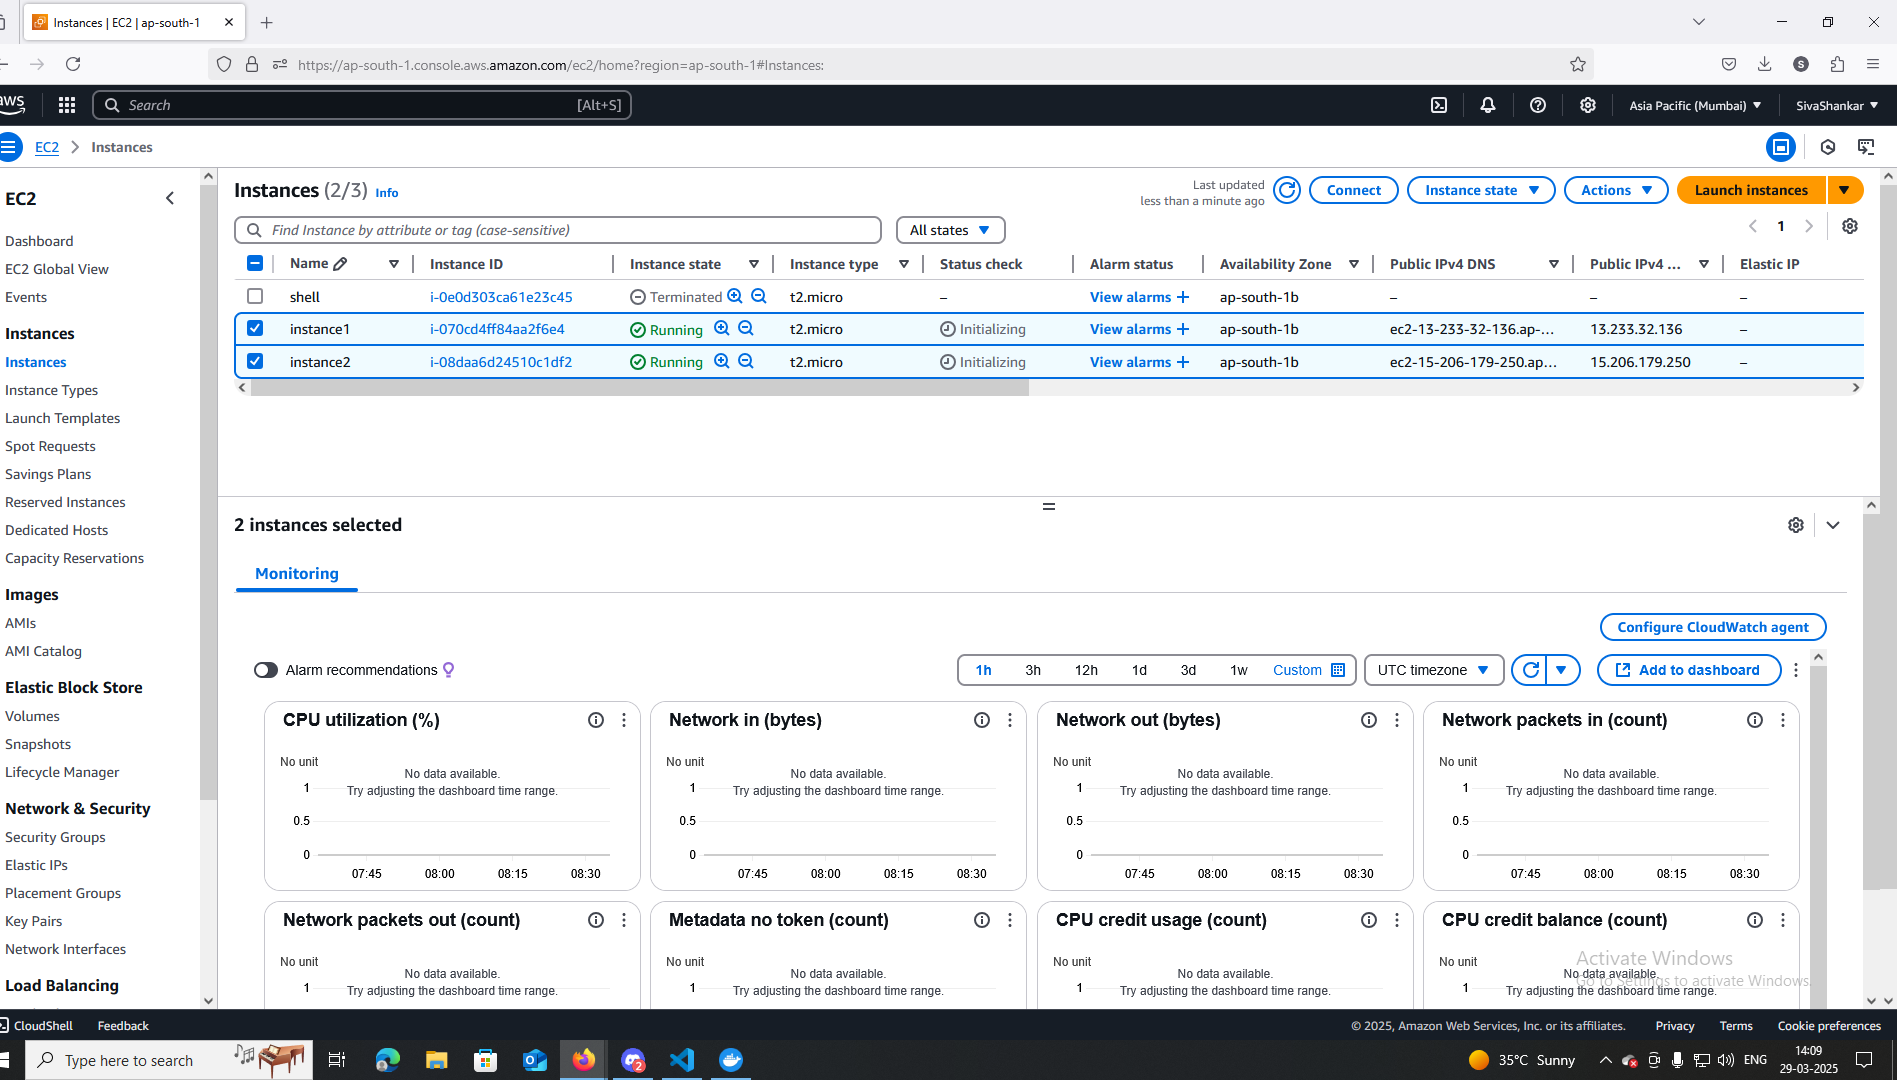 Instances | EC2 | ap-south-1
https://ap-south-1.console.aws.amazon.com/ec2/home?region=ap-south-1#Instances:
S
aws
Search [Alt+S]
Asia Pacific (Mumbai)
SivaShankar
EC2 > Instances
EC2
Dashboard
EC2 Global View
Events
Instances
Instances
Instance Types
Launch Templates
Spot Requests
Savings Plans
Reserved Instances
Dedicated Hosts
Capacity Reservations
Images
AMIs
AMI Catalog
Elastic Block Store
Volumes
Snapshots
Lifecycle Manager
Network & Security
Security Groups
Elastic IPs
Placement Groups
Key Pairs
Network Interfaces
Load Balancing
Instances (2/3) Info
Last updated
less than a minute ago
Connect
Instance state
Actions
Launch instances
Find Instance by attribute or tag (case-sensitive)
All states
1
Name Instance ID Instance state Instance type Status check Alarm status Availability Zone Public IPv4 DNS Public IPv4 ... Elastic IP
shell i-0e0d303ca61e23c45 Terminated t2.micro – View alarms + ap-south-1b – – –
instance1 i-070cd4ff84aa2f6e4 Running t2.micro Initializing View alarms + ap-south-1b ec2-13-233-32-136.ap-... 13.233.32.136 –
instance2 i-08daa6d24510c1df2 Running t2.micro Initializing View alarms + ap-south-1b ec2-15-206-179-250.ap... 15.206.179.250 –
2 instances selected
Monitoring
Configure CloudWatch agent
Alarm recommendations
1h 3h 12h 1d 3d 1w Custom
UTC timezone
Add to dashboard
CPU utilization (%)
No unit
No data available.
Try adjusting the dashboard time range.
1
0.5
0
07:45 08:00 08:15 08:30
Network in (bytes)
No unit
No data available.
Try adjusting the dashboard time range.
1
0.5
0
07:45 08:00 08:15 08:30
Network out (bytes)
No unit
No data available.
Try adjusting the dashboard time range.
1
0.5
0
07:45 08:00 08:15 08:30
Network packets in (count)
No unit
No data available.
Try adjusting the dashboard time range.
1
0.5
0
07:45 08:00 08:15 08:30
Network packets out (count)
No unit
No data available.
Try adjusting the dashboard time range.
1
Metadata no token (count)
No unit
No data available.
Try adjusting the dashboard time range.
1
CPU credit usage (count)
No unit
No data available.
Try adjusting the dashboard time range.
1
CPU credit balance (count)
No unit
No data available.
Try adjusting the dashboard time range.
1
Activate Windows
Go to Settings to activate Windows.
CloudShell Feedback
© 2025, Amazon Web Services, Inc. or its affiliates. Privacy Terms Cookie preferences
Type here to search
2
35°C Sunny
ENG
14:09
29-03-2025